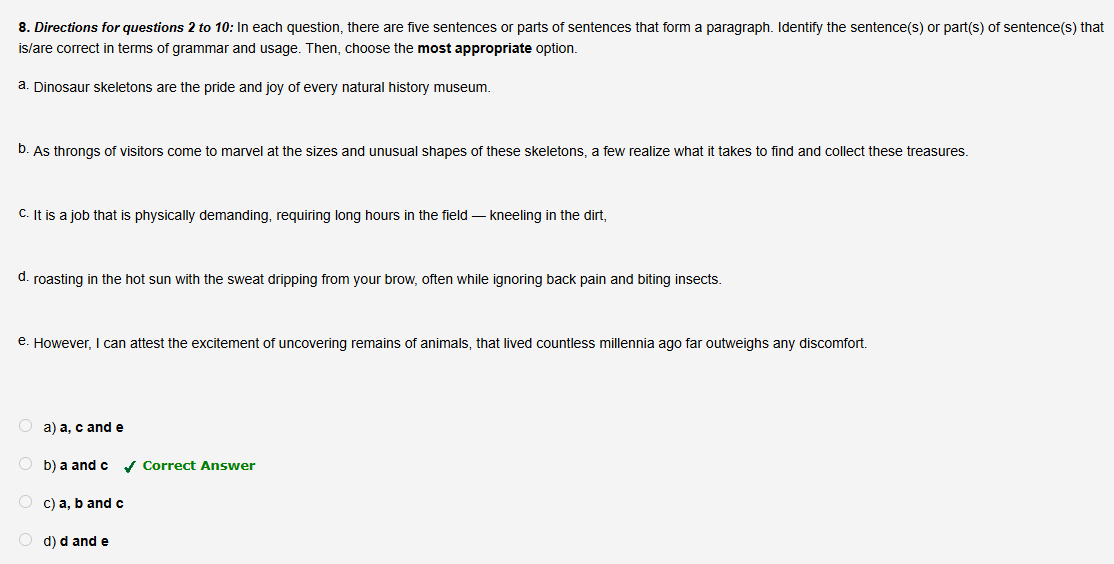 8. Directions for questions 2 to 10: In each question, there are five sentences or parts of sentences that form a paragraph. Identify the sentence(s) or part(s) of sentence(s) that
is/are correct in terms of grammar and usage. Then, choose the most appropriate option.
a. Dinosaur skeletons are the pride and joy of every natural history museum.
b. As throngs of visitors come to marvel at the sizes and unusual shapes of these skeletons, a few realize what it takes to find and collect these treasures.
c. It is a job that is physically demanding, requiring long hours in the field — kneeling in the dirt,
d. roasting in the hot sun with the sweat dripping from your brow, often while ignoring back pain and biting insects.
e. However, I can attest the excitement of uncovering remains of animals, that lived countless millennia ago far outweighs any discomfort.
a) a, c and e
b) a and c ✓ Correct Answer
c) a, b and c
d) d and e